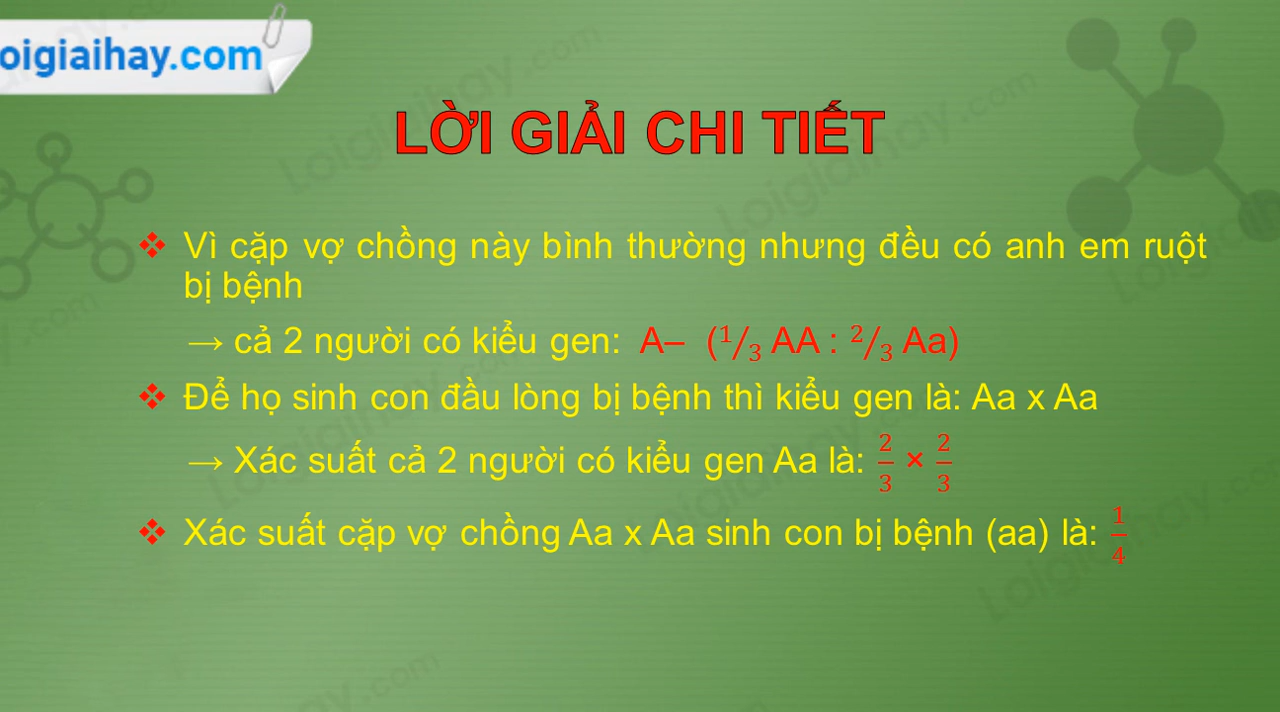 oigiaihay.com
LỜI GIẢI CHI TIẾT
❖ Vì cặp vợ chồng này bình thường nhưng đều có anh em ruột
bị bệnh
→ cả 2 người có kiểu gen: A– (1/3 AA : 2/3 Aa)
❖ Để họ sinh con đầu lòng bị bệnh thì kiểu gen là: Aa x Aa
→ Xác suất cả 2 người có kiểu gen Aa là: 2/3 × 2/3
❖ Xác suất cặp vợ chồng Aa x Aa sinh con bị bệnh (aa) là: 1/4